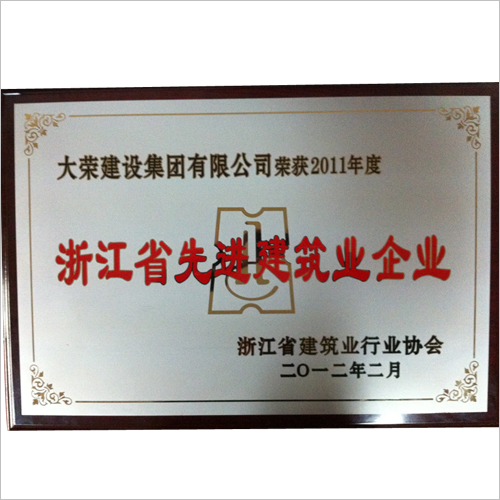 大荣建设集团有限公司荣获2011年度
浙江省先进建筑业企业
浙江省建筑业行业协会
二〇一二年二月